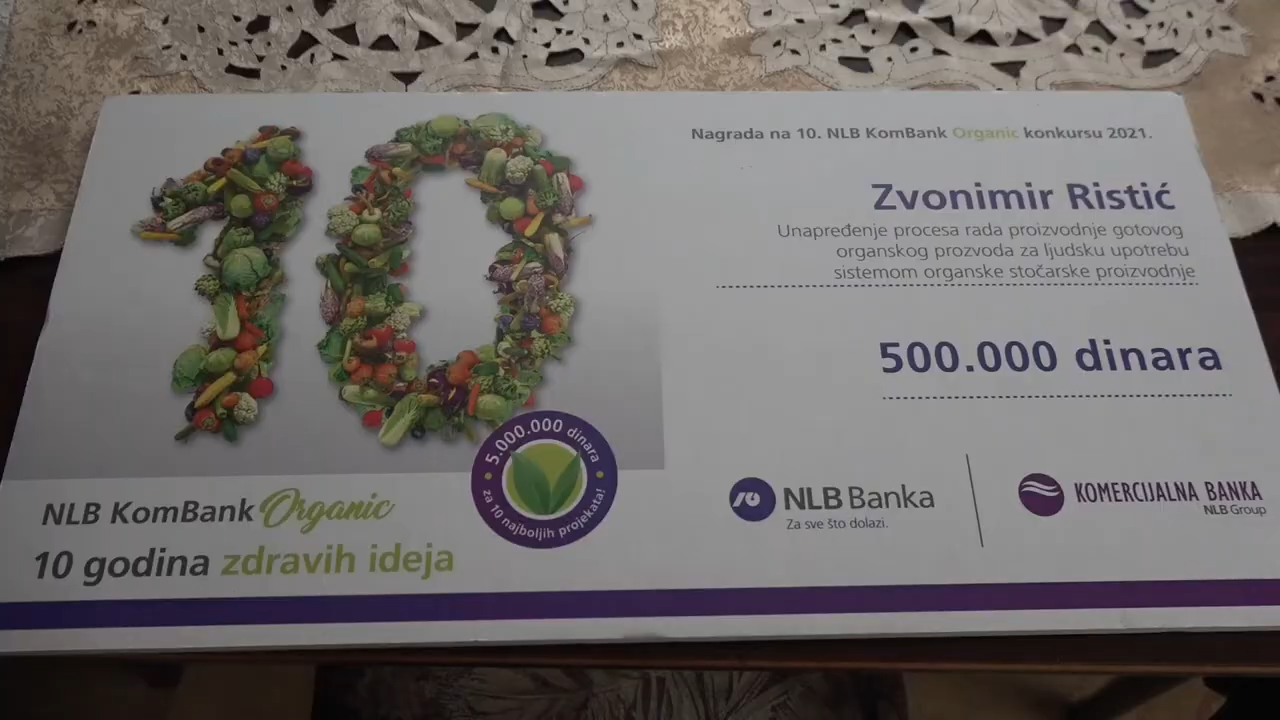 Nagrada na 10. NLB KomBank Organic konkursu 2021.
Zvonimir Ristić
Unapređenje procesa rada proizvodnje gotovog
organskog prozvoda za ljudsku upotrebu
sistemom organske stočarske proizvodnje
500.000 dinara
5.000.000 dinara
za 10 najboljih projekata!
NLB KomBank Organic
10 godina zdravih ideja
NLB Banka
Za sve što dolazi.
KOMERCIJALNA BANKA
NLB Group